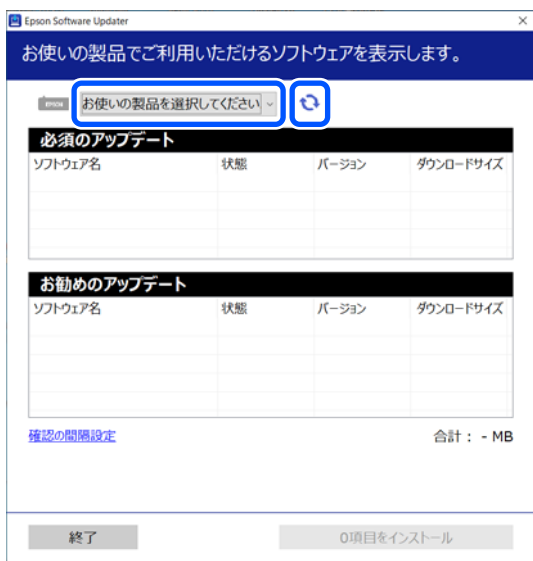 Epson Software Updater
お使いの製品でご利用いただけるソフトウェアを表示します。
EPSON お使いの製品を選択してください
必須のアップデート
ソフトウェア名 状態 バージョン ダウンロードサイズ
お勧めのアップデート
ソフトウェア名 状態 バージョン ダウンロードサイズ
確認の間隔設定 合計： - MB
終了 0項目をインストール